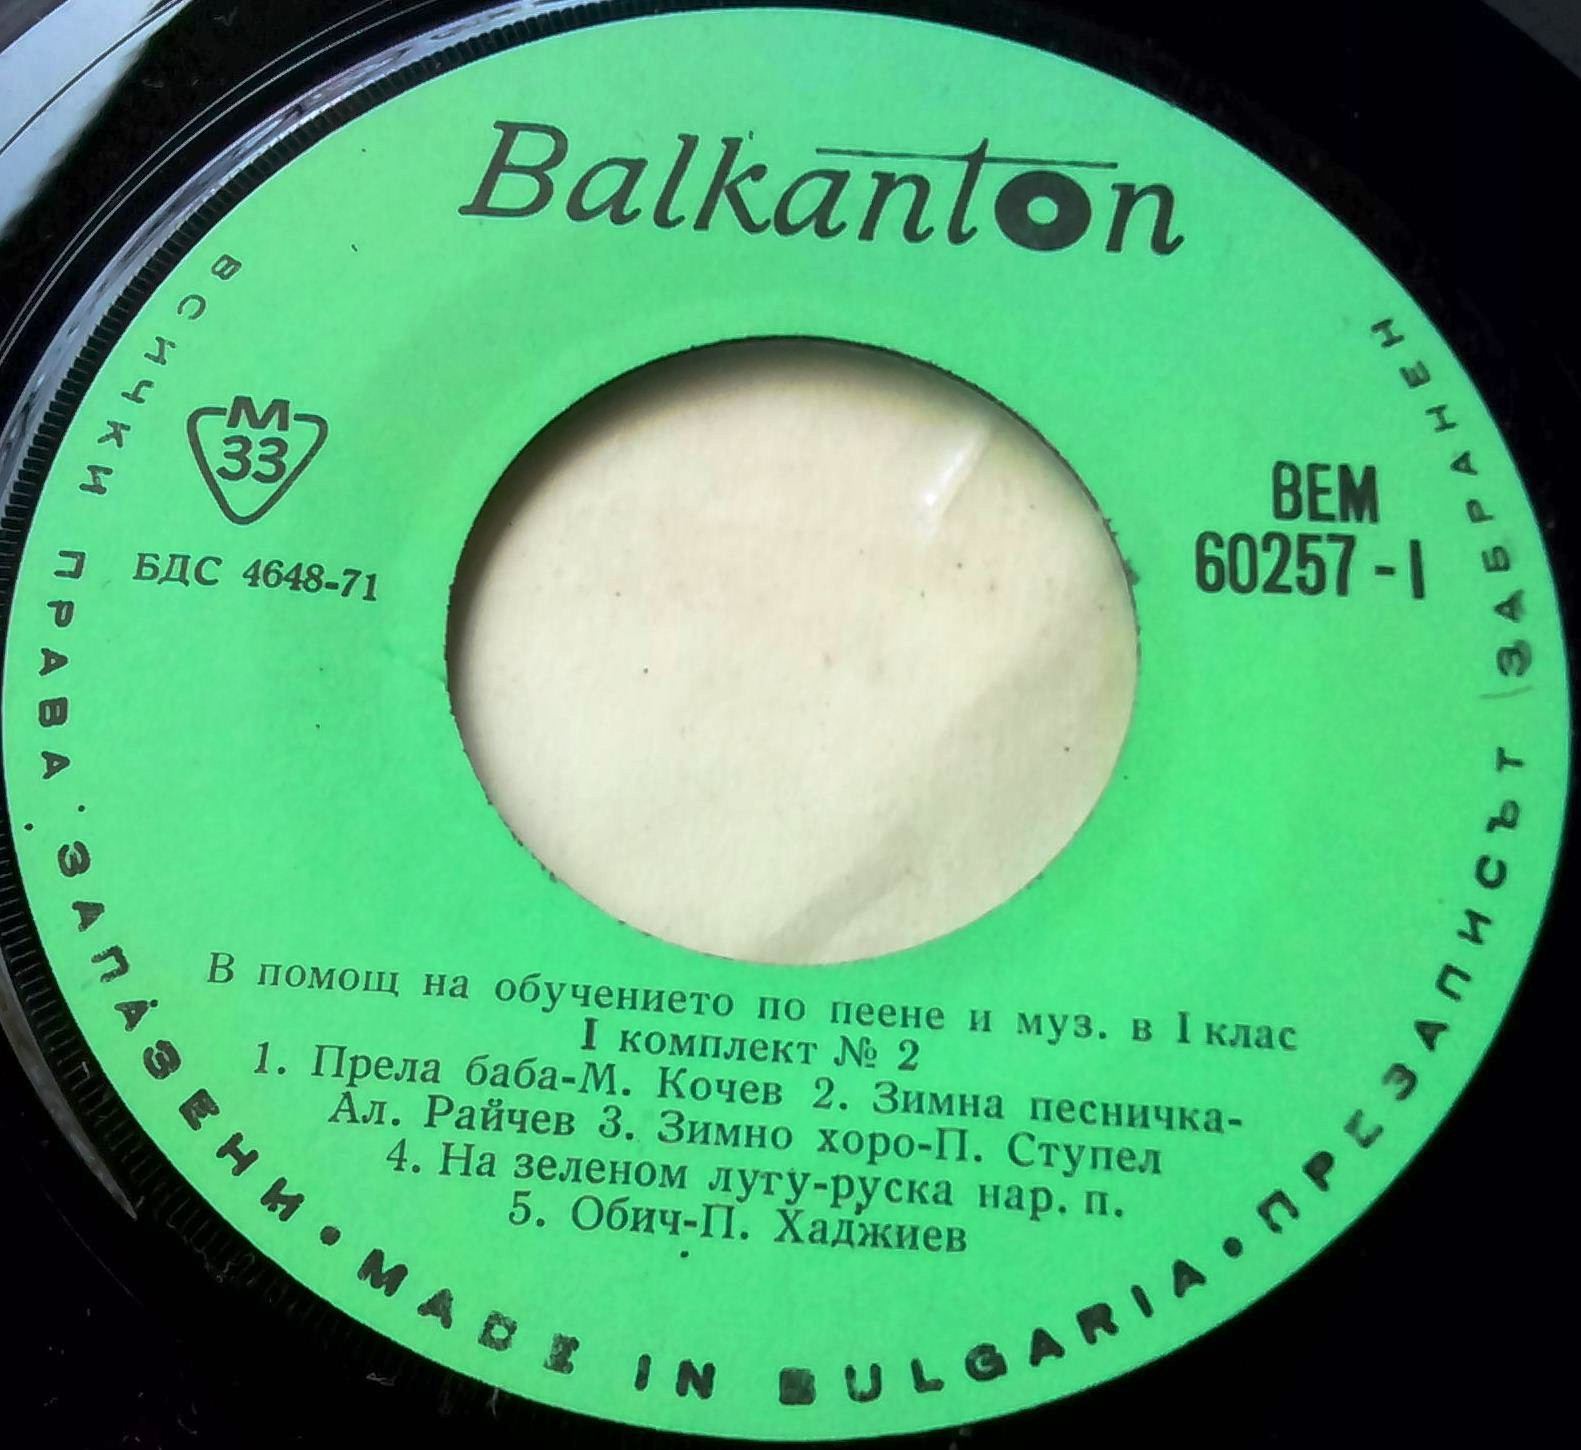 Balkanton
М
33
БДС 4648-71
ВЕМ
60257-I
В помощ на обучението по пеене и муз. в I клас
I комплект № 2
1. Прела баба-М. Кочев 2. Зимна песничка-
Ал. Райчев 3. Зимно хоро-П. Ступел
4. На зеленом лугу-руска нар. п.
5. Обич-П. Хаджиев
ВСИЧКИ ПРАВА ЗАПАЗЕНИ • MADE IN BULGARIA • ПРЕЗАПИСЪТ ЗАБРАНЕН